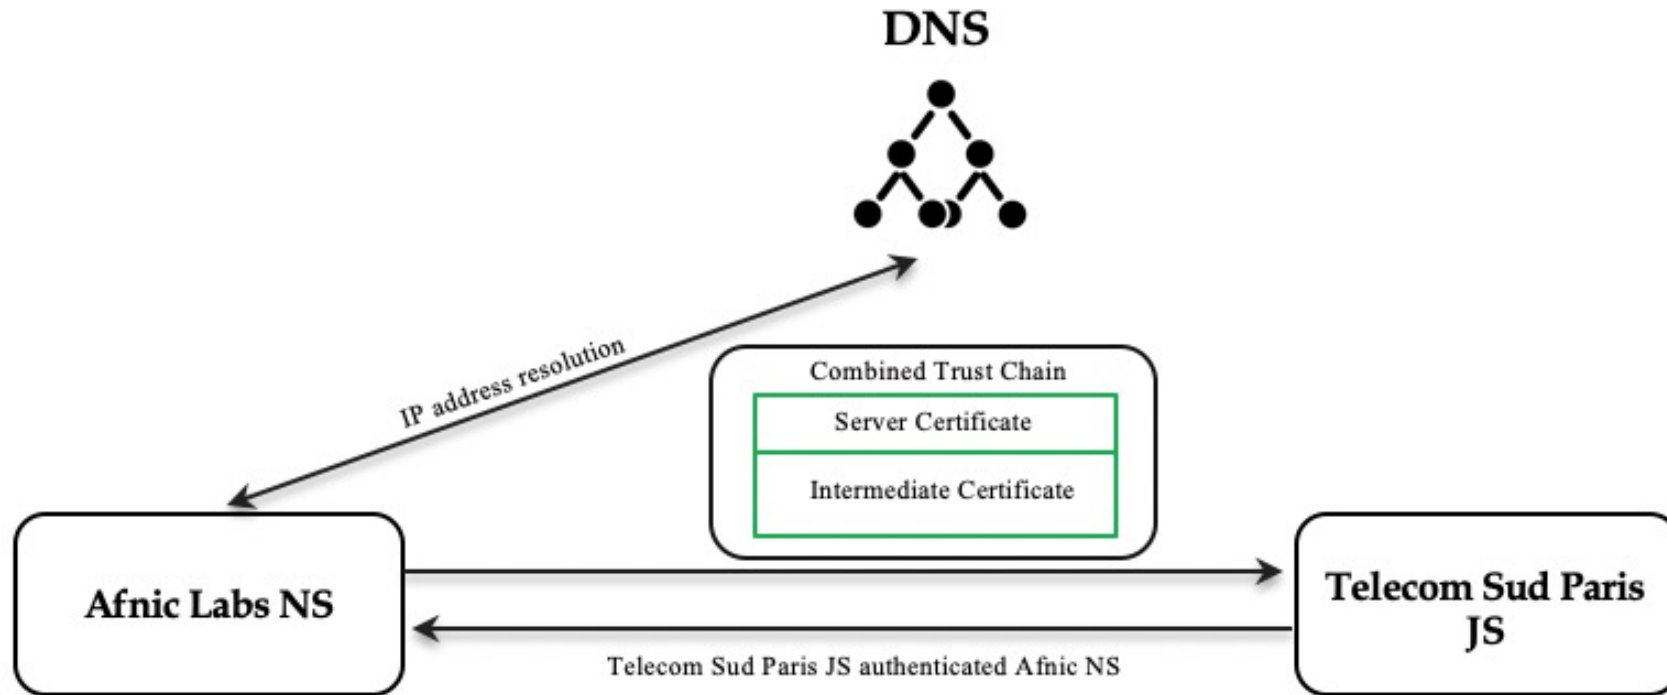 DNS
IP address resolution
Combined Trust Chain
Server Certificate
Intermediate Certificate
Afnic Labs NS
Telecom Sud Paris
JS
Telecom Sud Paris JS authenticated Afnic NS